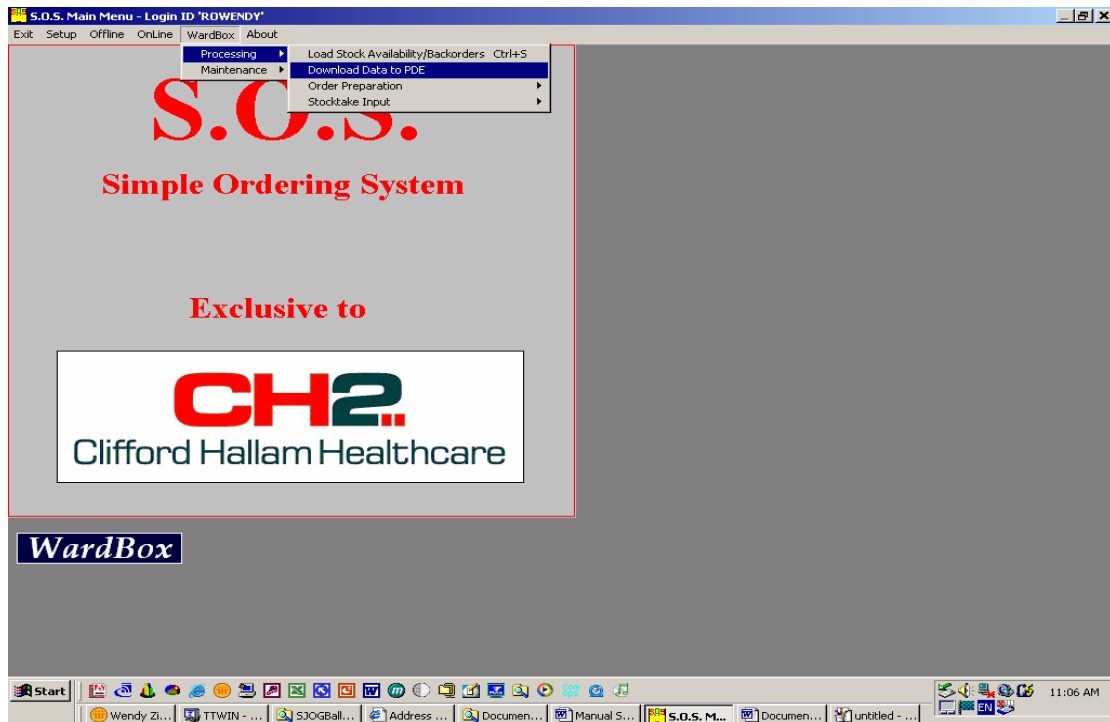 S.O.S. Main Menu - Login ID 'ROWENDY'
Exit Setup Offline OnLine WardBox About
Processing
Maintenance
Load Stock Availability/Backorders Ctrl+S
Download Data to PDE
Order Preparation
Stocktake Input
S.O.S.
Simple Ordering System
Exclusive to
CH2..
Clifford Hallam Healthcare
WardBox
Start
EN
11:06 AM
Wendy Zi... TTWIN - ... SJOGBall... Address ... Documen... Manual S... S.O.S. M... Documen... untitled - ...